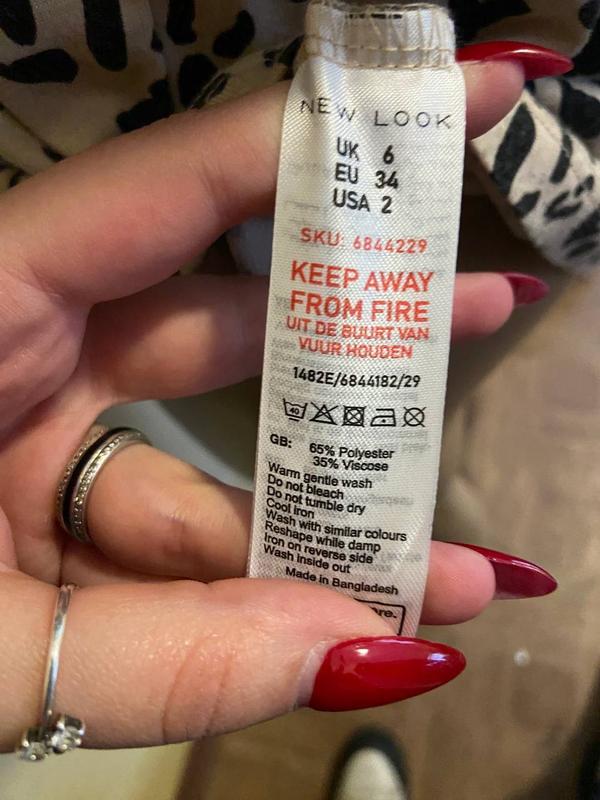 NEW LOOK
UK 6
EU 34
USA 2
SKU: 6844229
KEEP AWAY
FROM FIRE
UIT DE BUURT VAN
VUUR HOUDEN
1482E/6844182/29
40
GB: 65% Polyester
35% Viscose
Warm gentle wash
Do not bleach
Do not tumble dry
Cool iron
Wash with similar colours
Reshape while damp
Iron on reverse side
Wash inside out
Made in Bangladesh